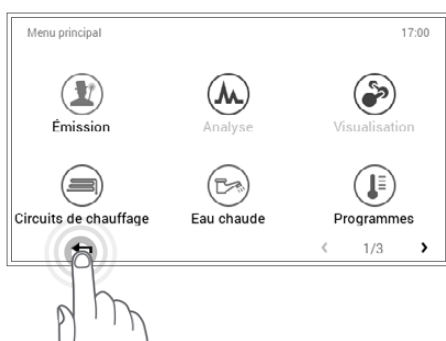 Menu principal 17:00
Émission Analyse Visualisation
Circuits de chauffage Eau chaude Programmes
1/3